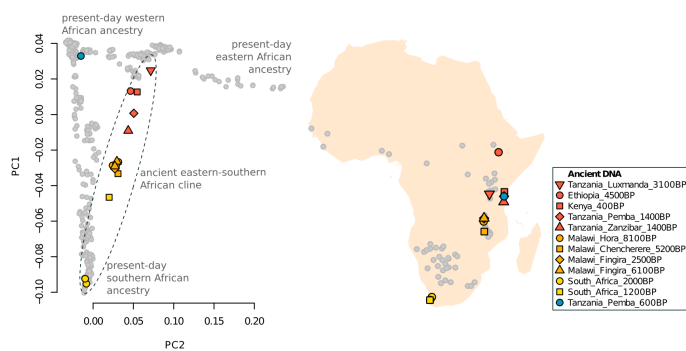 present-day western
African ancestry
present-day
eastern African
ancestry
ancient eastern-southern
African cline
present-day
southern African
ancestry
PC1
0.04
0.02
0.00
−0.02
−0.04
−0.06
−0.08
−0.10
0.00
0.05
0.10
0.15
0.20
PC2
Ancient DNA
Tanzania_Luxmanda_3100BP
Ethiopia_4500BP
Kenya_400BP
Tanzania_Pemba_1400BP
Tanzania_Zanzibar_1400BP
Malawi_Hora_8100BP
Malawi_Chencherere_5200BP
Malawi_Fingira_2500BP
Malawi_Fingira_6100BP
South_Africa_2000BP
South_Africa_1200BP
Tanzania_Pemba_600BP